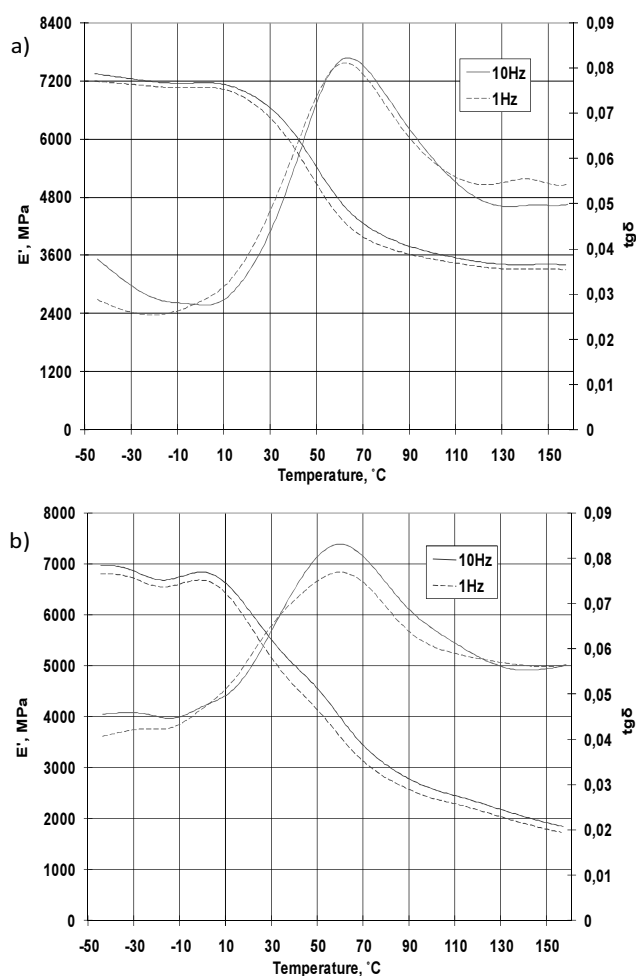 a)
8400
7200
6000
4800
3600
2400
1200
0
E', MPa
0,09
0,08
0,07
0,06
0,05
0,04
0,03
0,02
0,01
0
tgδ
10Hz
1Hz
-50 -30 -10 10 30 50 70 90 110 130 150
Temperature, ˚C
b)
8000
7000
6000
5000
4000
3000
2000
1000
0
E', MPa
0,09
0,08
0,07
0,06
0,05
0,04
0,03
0,02
0,01
0
tgδ
10Hz
1Hz
-50 -30 -10 10 30 50 70 90 110 130 150
Temperature, ˚C